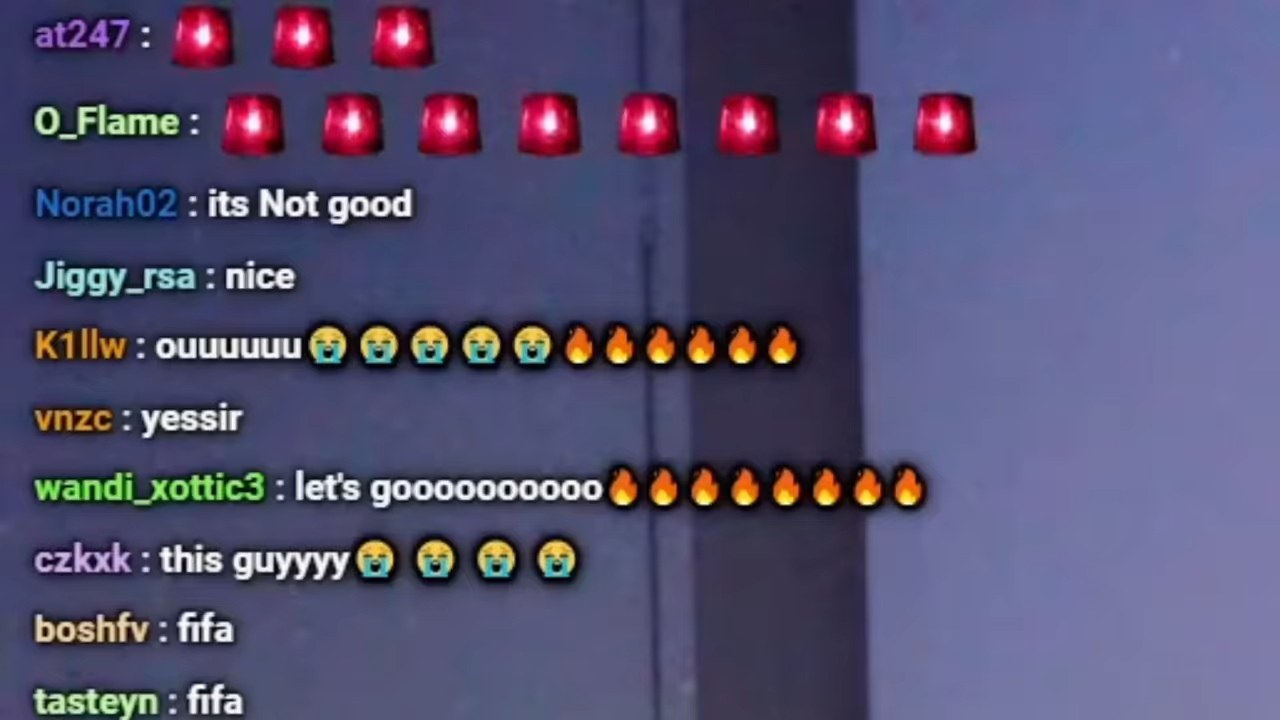 at247 : 🚨 🚨 🚨
O_Flame : 🚨 🚨 🚨 🚨 🚨 🚨 🚨 🚨
Norah02 : its Not good
Jiggy_rsa : nice
K1llw : ouuuuuu😭😭😭😭😭🔥🔥🔥🔥🔥🔥
vnzc : yessir
wandi_xottic3 : let's goooooooooo🔥🔥🔥🔥🔥🔥🔥🔥
czkxk : this guyyyy😭 😭 😭 😭
boshfv : fifa
tasteyn : fifa